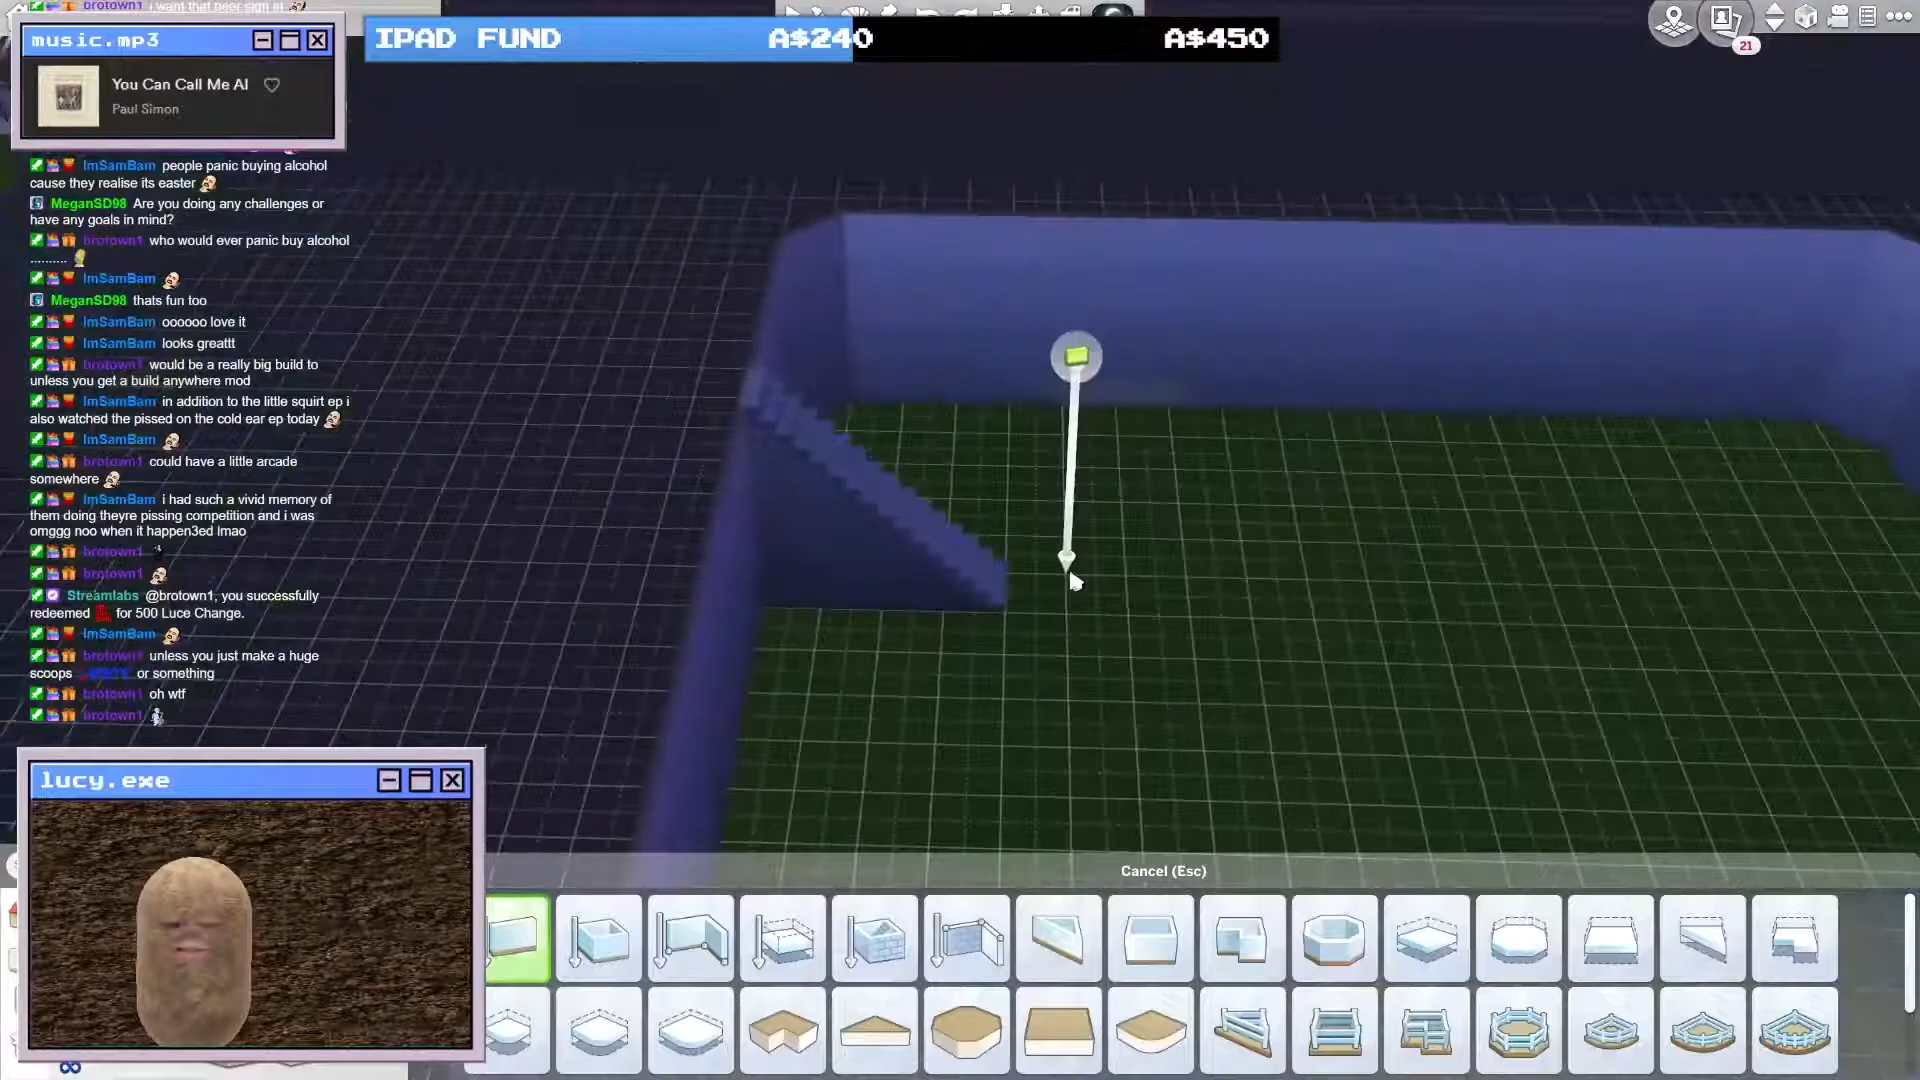 brotown1 i want that beer sign at
music.mp3
IPAD FUND A$240 A$450
21
You Can Call Me Al
Paul Simon
ImSamBam people panic buying alcohol
cause they realise its easter
MeganSD98 Are you doing any challenges or
have any goals in mind?
brotown1 who would ever panic buy alcohol
..........
ImSamBam
MeganSD98 thats fun too
ImSamBam oooooo love it
ImSamBam looks greattt
brotown1 would be a really big build to
unless you get a build anywhere mod
ImSamBam in addition to the little squirt ep i
also watched the pissed on the cold ear ep today
ImSamBam
brotown1 could have a little arcade
somewhere
ImSamBam i had such a vivid memory of
them doing theyre pissing competition and i was
omggg noo when it happen3ed lmao
brotown1
brotown1
Streamlabs @brotown1, you successfully
redeemed for 500 Luce Change.
ImSamBam
brotown1 unless you just make a huge
scoops or something
brotown1 oh wtf
brotown1
lucy.exe
Cancel (Esc)